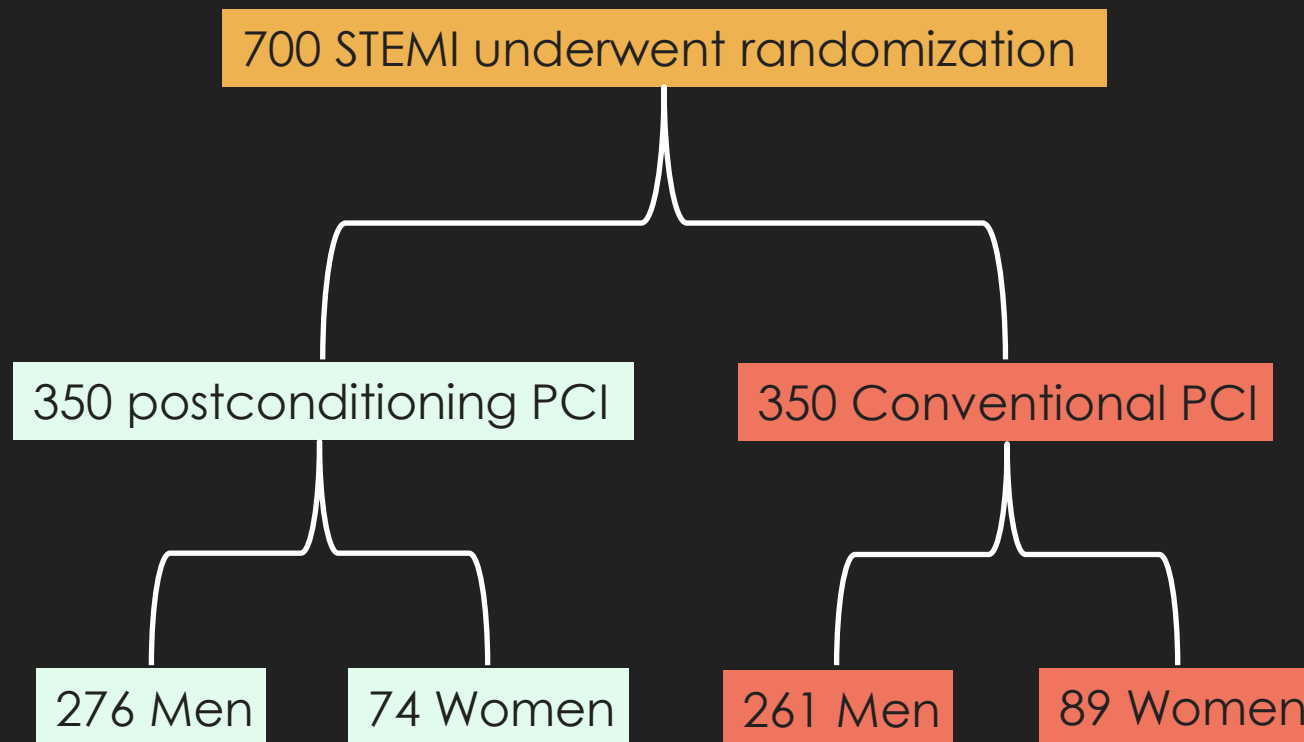 700 STEMI underwent randomization
350 postconditioning PCI
350 Conventional PCI
276 Men
74 Women
261 Men
89 Women